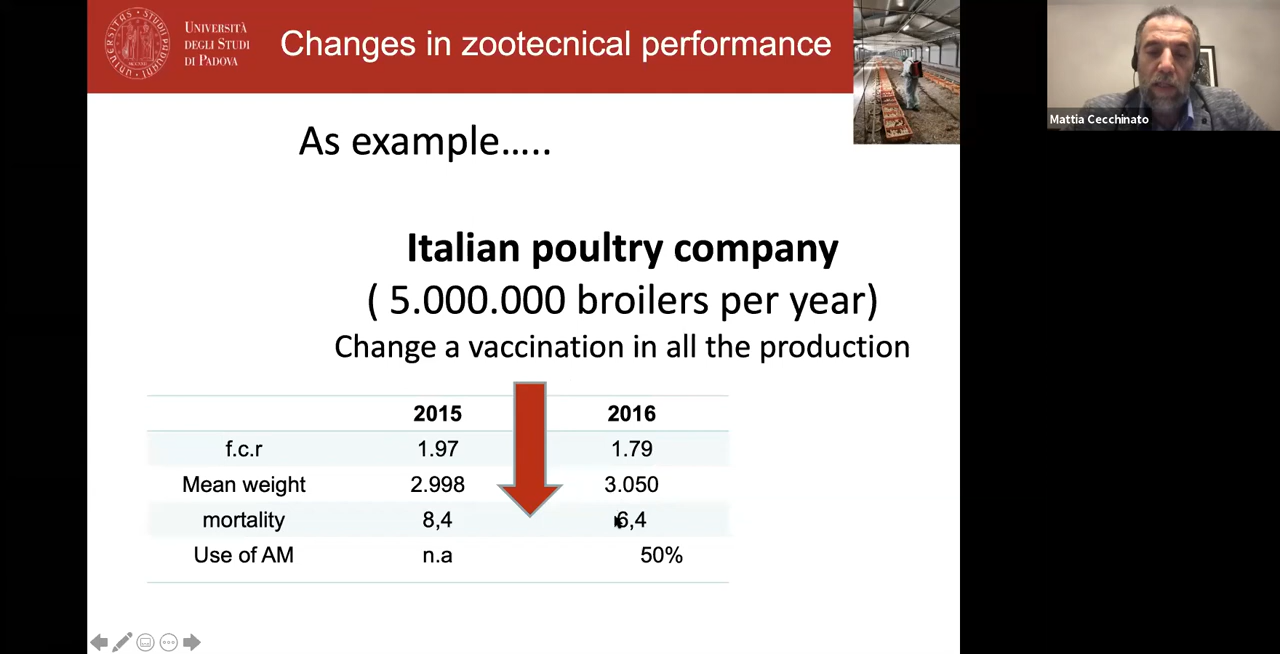 UNIVERSITÀ
DEGLI STUDI
DI PADOVA
Changes in zootecnical performance
Mattia Cecchinato
As example.....
Italian poultry company
( 5.000.000 broilers per year)
Change a vaccination in all the production
2015 2016
f.c.r 1.97 1.79
Mean weight 2.998 3.050
mortality 8,4 6,4
Use of AM n.a 50%